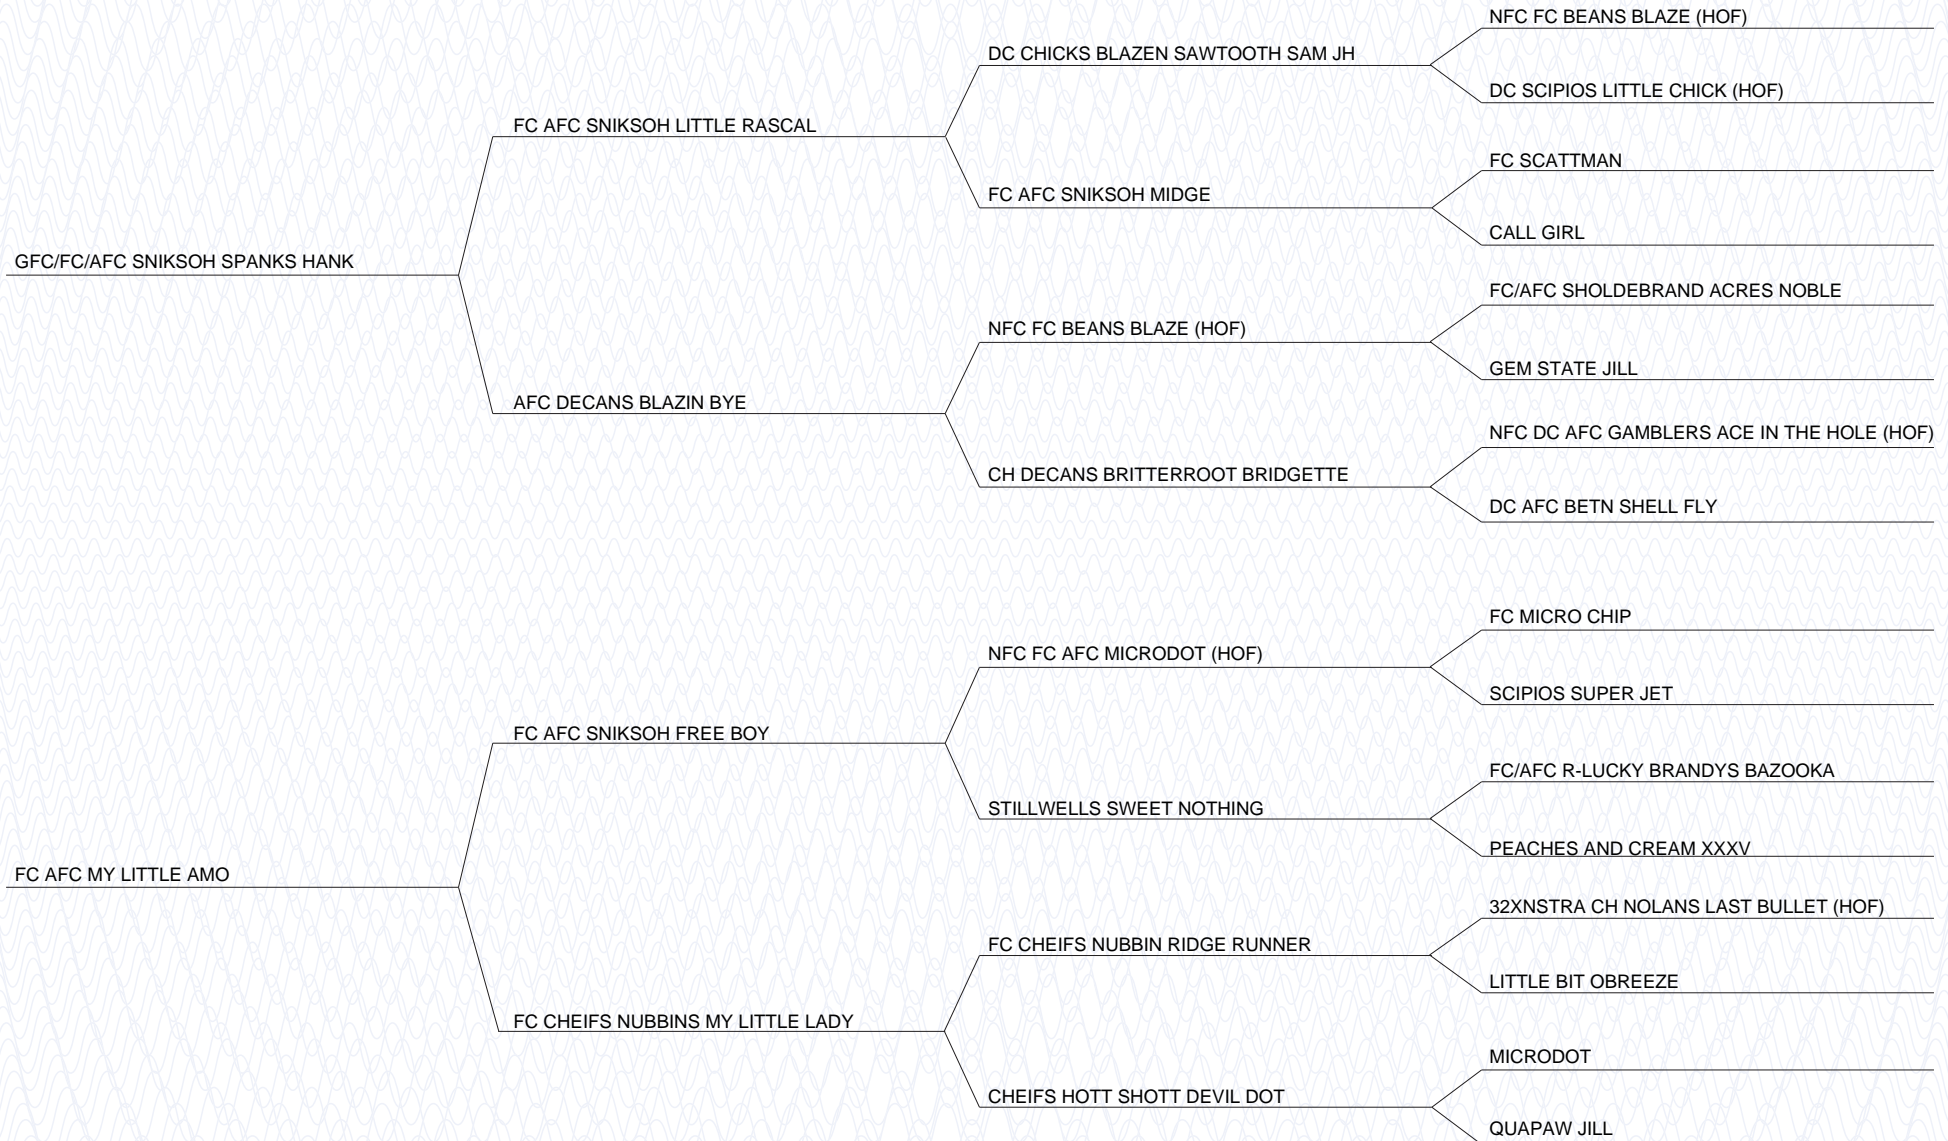 NFC FC BEANS BLAZE (HOF)
DC CHICKS BLAZEN SAWTOOTH SAM JH
DC SCIPIOS LITTLE CHICK (HOF)
FC AFC SNIKSOH LITTLE RASCAL
FC SCATTMAN
FC AFC SNIKSOH MIDGE
CALL GIRL
GFC/FC/AFC SNIKSOH SPANKS HANK
FC/AFC SHOLDEBRAND ACRES NOBLE
NFC FC BEANS BLAZE (HOF)
GEM STATE JILL
AFC DECANS BLAZIN BYE
NFC DC AFC GAMBLERS ACE IN THE HOLE (HOF)
CH DECANS BRITTERROOT BRIDGETTE
DC AFC BETN SHELL FLY
FC MICRO CHIP
NFC FC AFC MICRODOT (HOF)
SCIPIOS SUPER JET
FC AFC SNIKSOH FREE BOY
FC/AFC R-LUCKY BRANDYS BAZOOKA
STILLWELLS SWEET NOTHING
PEACHES AND CREAM XXXV
FC AFC MY LITTLE AMO
32XNSTRA CH NOLANS LAST BULLET (HOF)
FC CHEIFS NUBBIN RIDGE RUNNER
LITTLE BIT OBREEZE
FC CHEIFS NUBBINS MY LITTLE LADY
MICRODOT
CHEIFS HOTT SHOTT DEVIL DOT
QUAPAW JILL